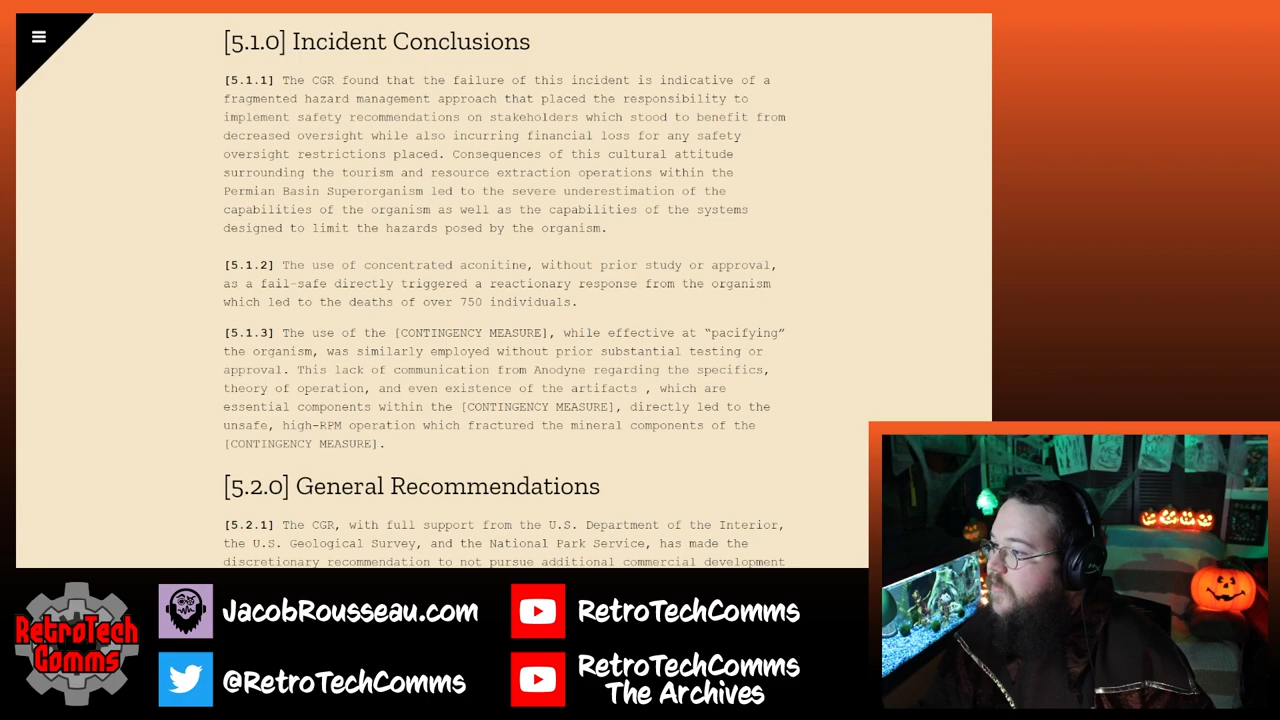 [5.1.0] Incident Conclusions
[5.1.1] The CGR found that the failure of this incident is indicative of a
fragmented hazard management approach that placed the responsibility to
implement safety recommendations on stakeholders which stood to benefit from
decreased oversight while also incurring financial loss for any safety
oversight restrictions placed. Consequences of this cultural attitude
surrounding the tourism and resource extraction operations within the
Permian Basin Superorganism led to the severe underestimation of the
capabilities of the organism as well as the capabilities of the systems
designed to limit the hazards posed by the organism.
[5.1.2] The use of concentrated aconitine, without prior study or approval,
as a fail-safe directly triggered a reactionary response from the organism
which led to the deaths of over 750 individuals.
[5.1.3] The use of the [CONTINGENCY MEASURE], while effective at “pacifying”
the organism, was similarly employed without prior substantial testing or
approval. This lack of communication from Anodyne regarding the specifics,
theory of operation, and even existence of the artifacts , which are
essential components within the [CONTINGENCY MEASURE], directly led to the
unsafe, high-RPM operation which fractured the mineral components of the
[CONTINGENCY MEASURE].
[5.2.0] General Recommendations
[5.2.1] The CGR, with full support from the U.S. Department of the Interior,
the U.S. Geological Survey, and the National Park Service, has made the
discretionary recommendation to not pursue additional commercial development
RetroTech
Comms
JacobRousseau.com
@RetroTechComms
RetroTechComms
RetroTechComms
The Archives